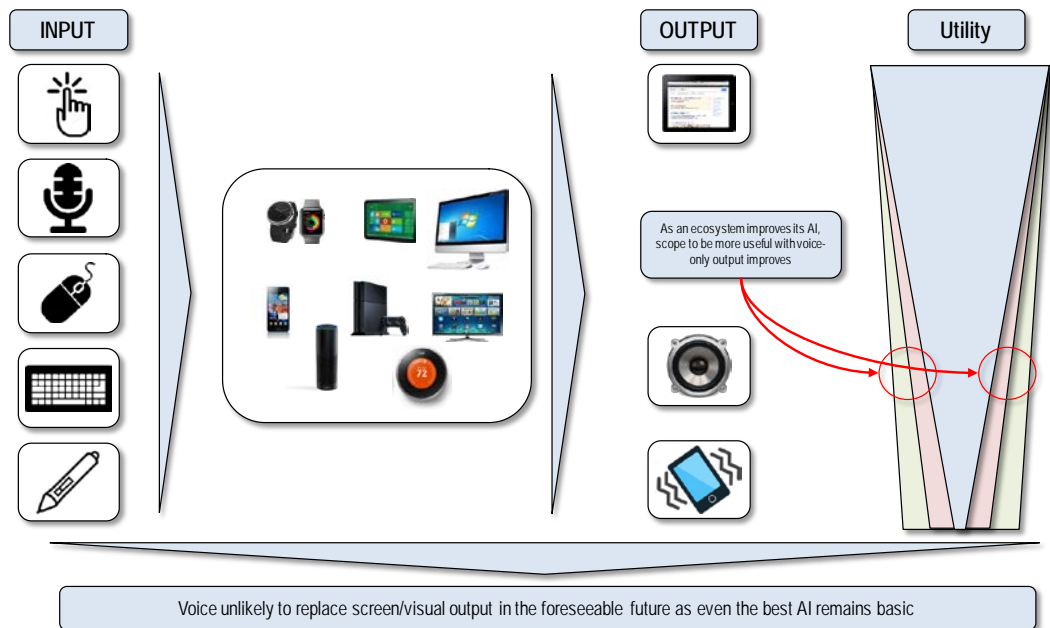 INPUT
OUTPUT
Utility
As an ecosystem improves its AI,
scope to be more useful with voice-
only output improves
72
Voice unlikely to replace screen/visual output in the foreseeable future as even the best AI remains basic